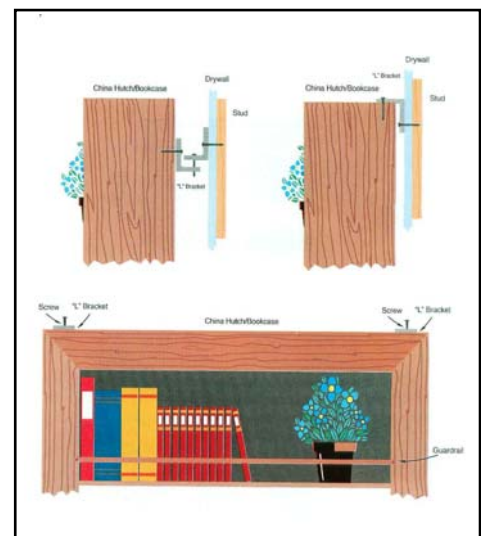 Drywall
China Hutch/Bookcase
Stud
"L" Bracket
Drywall
"L" Bracket
China Hutch/Bookcase
Stud
Screw "L" Bracket
China Hutch/Bookcase
Screw "L" Bracket
Guardrail